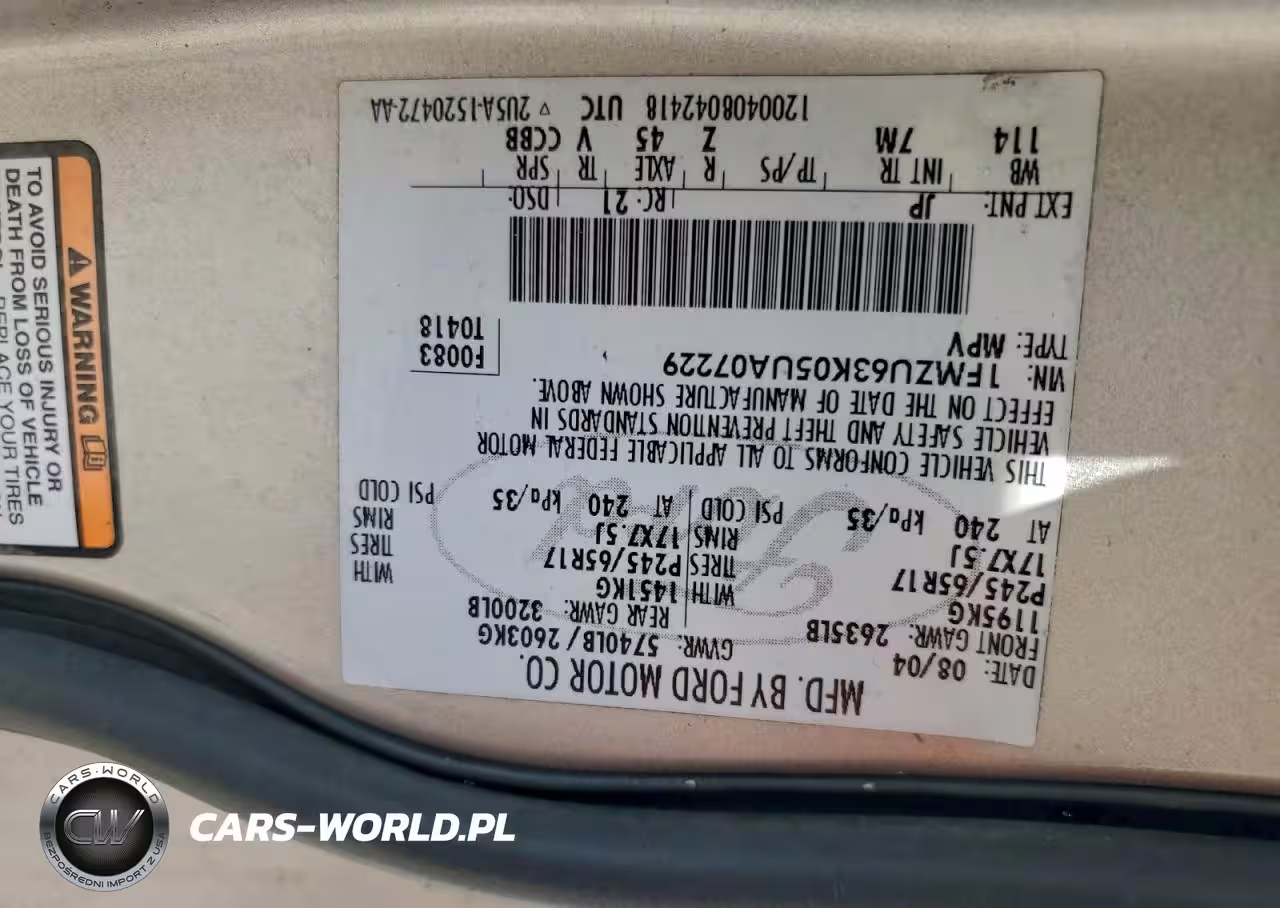 MFD. BY FORD MOTOR CO.
DATE: 08/04 GVWR: 5740LB / 2603KG
FRONT GAWR: 2635LB REAR GAWR: 3200LB
1195KG 1451KG WITH
P245/65R17 WITH TIRES P245/65R17 TIRES
17X7.5J RIMS 17X7.5J RIMS
AT 240 kPa/35 PSI COLD AT 240 kPa/35 PSI COLD
THIS VEHICLE CONFORMS TO ALL APPLICABLE FEDERAL MOTOR
VEHICLE SAFETY AND THEFT PREVENTION STANDARDS IN
EFFECT ON THE DATE OF MANUFACTURE SHOWN ABOVE.
VIN: 1FMZU63K05UA07229 F0083
TYPE: MPV T0418
EXT PNT: JP RC: 21 DSO:
WB INT TR TP/PS R AXLE TR SPR
114 7M Z 45 V CCBB
1200408042418 UTC ▽ 2U5A-1520472-AA
⚠ WARNING
TO AVOID SERIOUS INJURY OR
DEATH FROM LOSS OF VEHICLE
REPLACE YOUR TIRES
CARS-WORLD
CW
BEZPOŚREDNI IMPORT Z USA
CARS-WORLD.PL